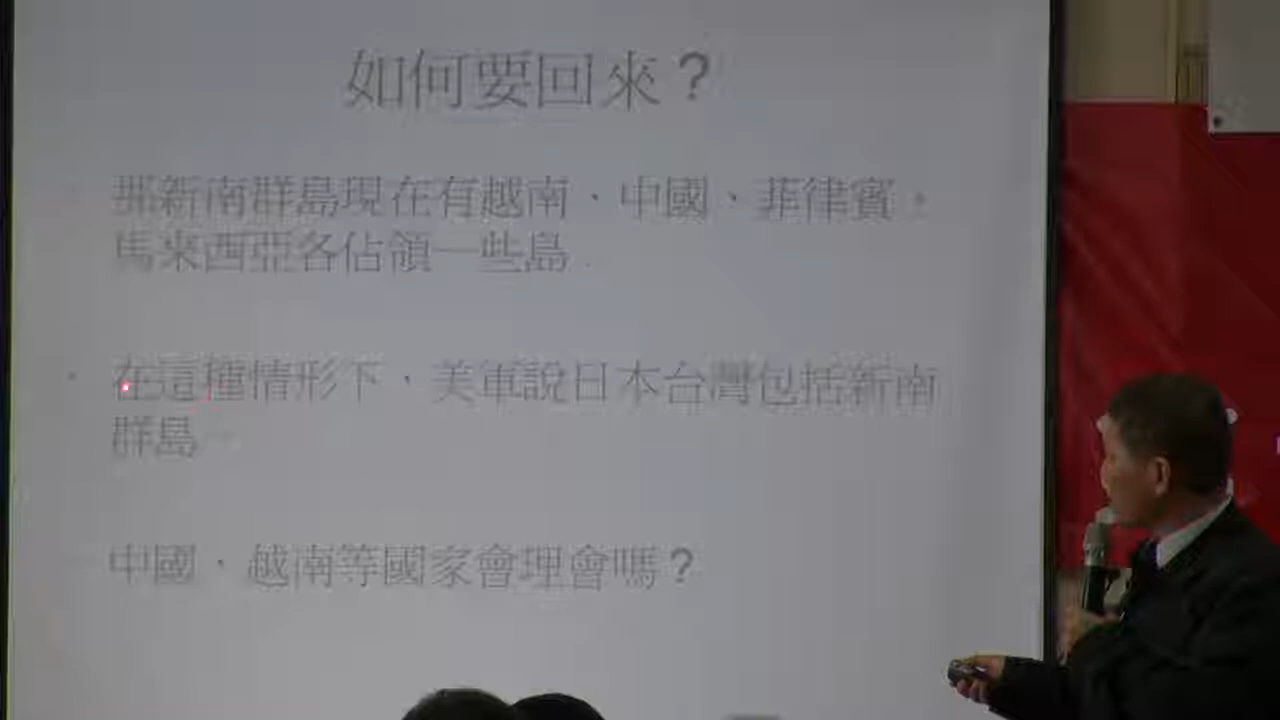 如何要回來？
那新南群島現在有越南、中國、菲律賓、
馬來西亞各佔領一些島
在這種情形下，美軍說日本台灣包括新南
群島
中國、越南等國家會理會嗎？